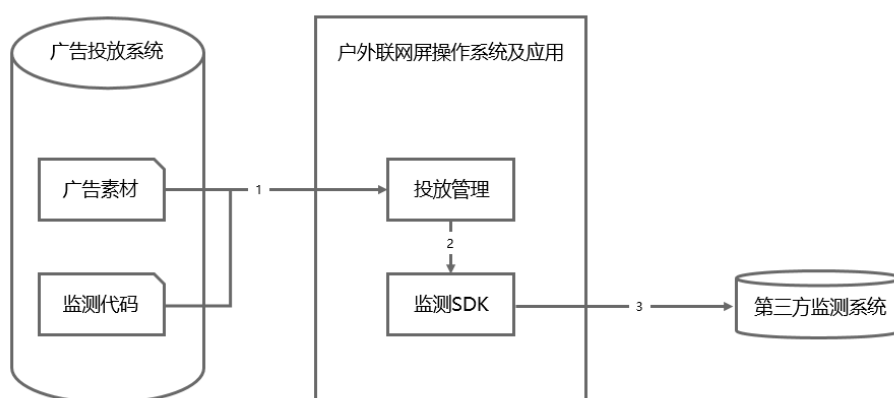 广告投放系统
户外联网屏操作系统及应用
广告素材
1
投放管理
2
监测代码
监测SDK
3
第三方监测系统